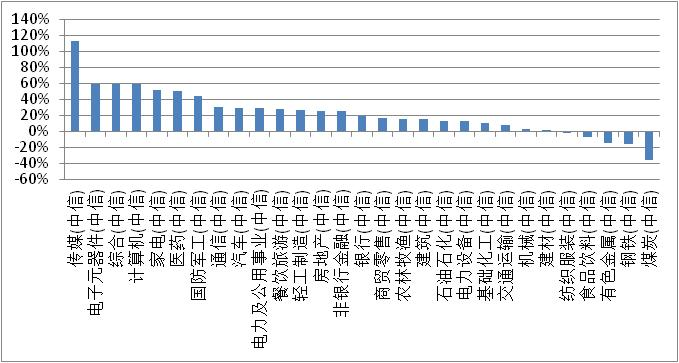 140%
120%
100%
80%
60%
40%
20%
0%
-20%
-40%
-60%
传媒(中信)
电子元器件(中信)
综合(中信)
计算机(中信)
家电(中信)
医药(中信)
国防军工(中信)
通信(中信)
汽车(中信)
电力及公用事业(中信)
餐饮旅游(中信)
轻工制造(中信)
房地产(中信)
非银行金融(中信)
银行(中信)
商贸零售(中信)
农林牧渔(中信)
建筑(中信)
石油石化(中信)
电力设备(中信)
基础化工(中信)
交通运输(中信)
机械(中信)
建材(中信)
纺织服装(中信)
食品饮料(中信)
有色金属(中信)
钢铁(中信)
煤炭(中信)